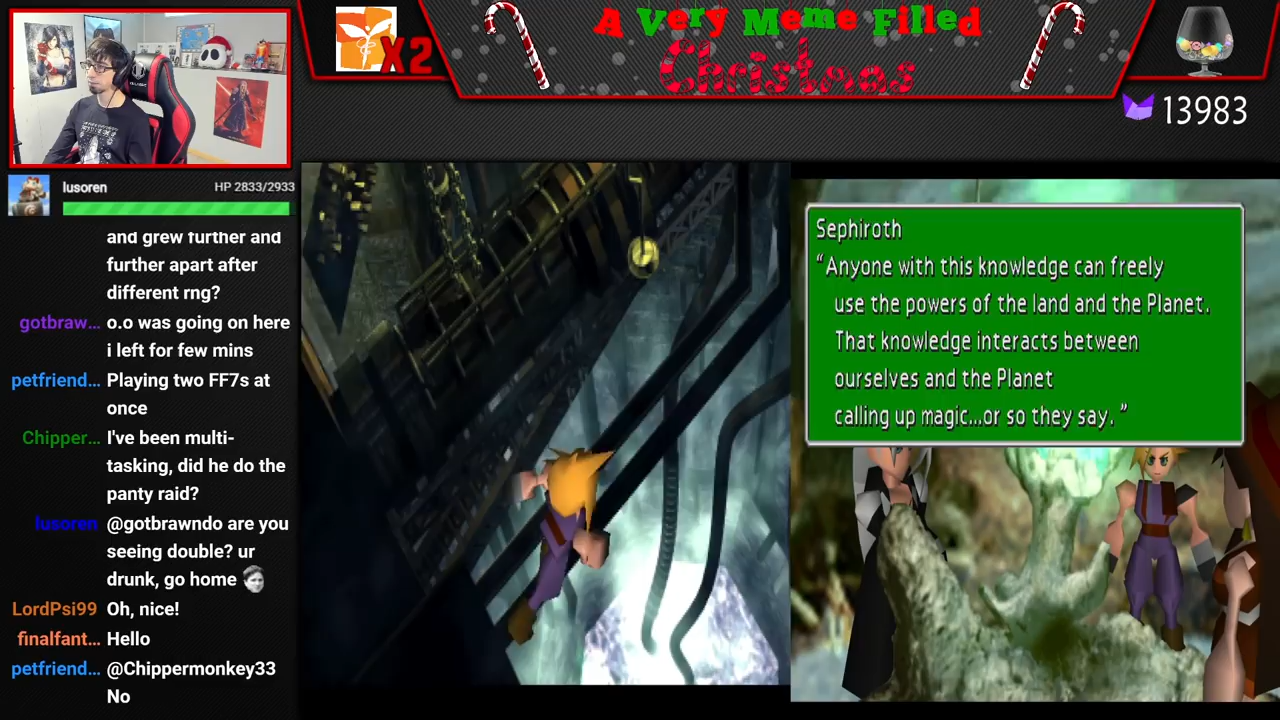 A Very Meme Filled
Christmas
X2
13983
lusoren
HP 2833/2933
and grew further and
further apart after
different rng?
gotbraw... o.o was going on here
i left for few mins
petfriend... Playing two FF7s at
once
Chipper... I've been multi-
tasking, did he do the
panty raid?
lusoren @gotbrawndo are you
seeing double? ur
drunk, go home
LordPsi99 Oh, nice!
finalfant... Hello
petfriend... @Chippermonkey33
No
Sephiroth
“Anyone with this knowledge can freely
use the powers of the land and the Planet.
That knowledge interacts between
ourselves and the Planet
calling up magic...or so they say.”